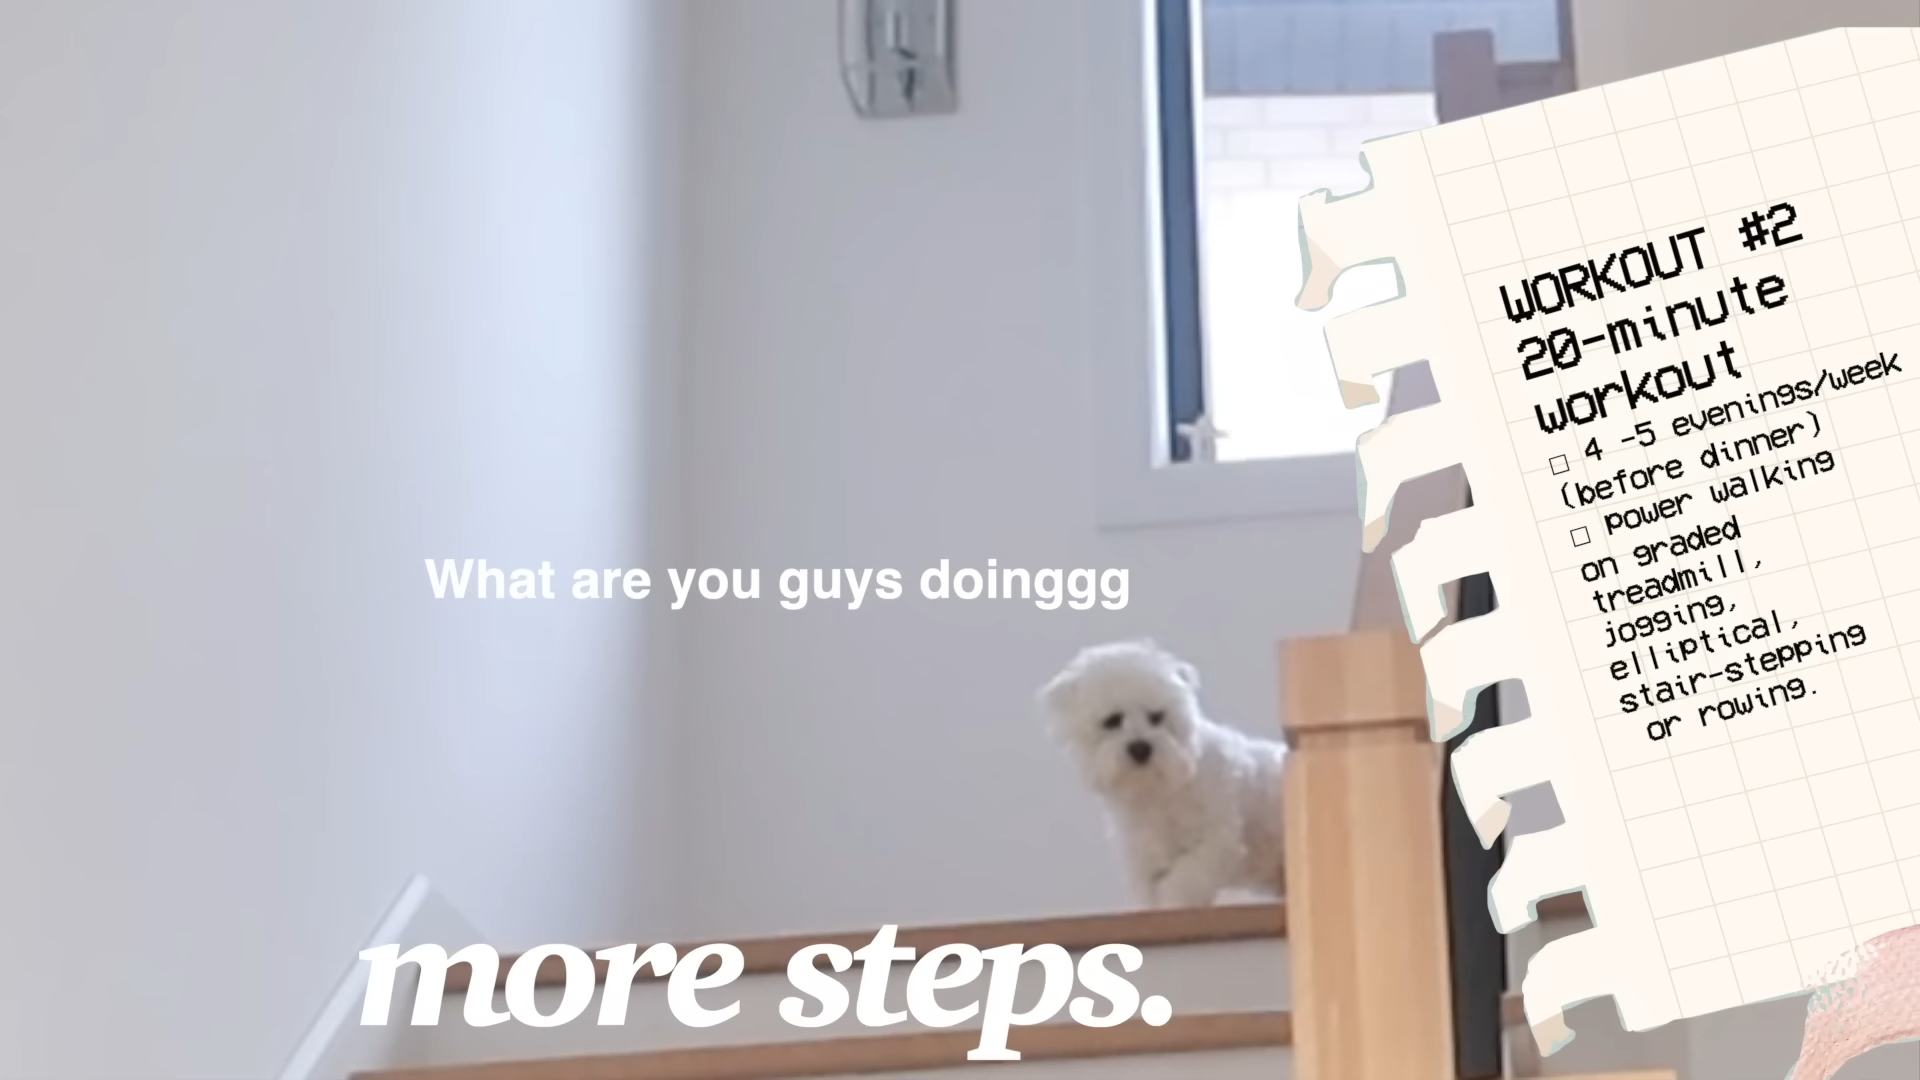 What are you guys doinggg
more steps.
WORKOUT #2
20-minute
workout
□ 4 -5 evenings/week
(before dinner)
□ power walking
on graded
treadmill,
jogging,
elliptical,
stair-stepping
or rowing.